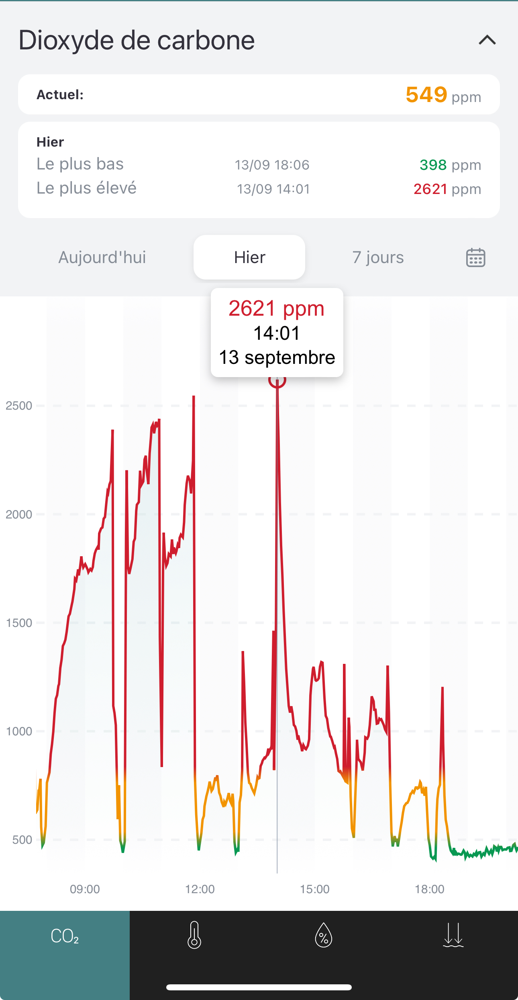 Dioxyde de carbone
Actuel: 549 ppm
Hier
Le plus bas 13/09 18:06 398 ppm
Le plus élevé 13/09 14:01 2621 ppm
Aujourd'hui Hier 7 jours
2621 ppm
14:01
13 septembre
2500
2000
1500
1000
500
09:00 12:00 15:00 18:00
CO₂ %